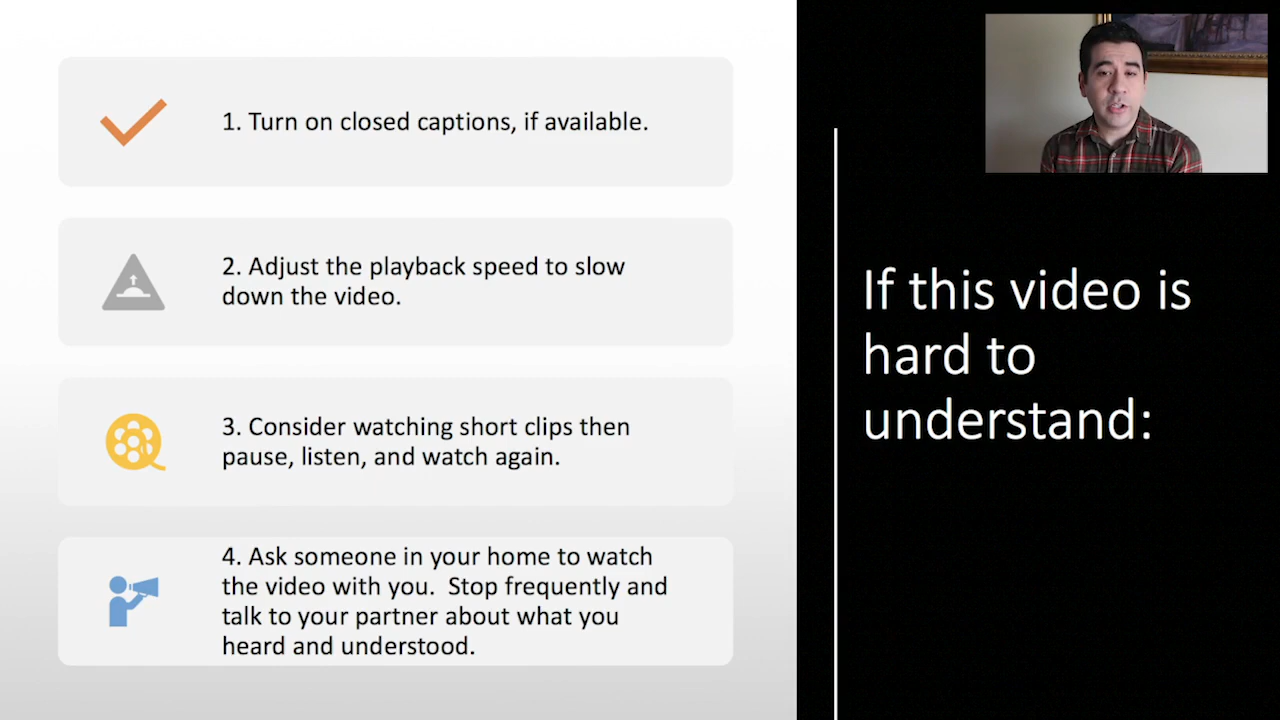 1. Turn on closed captions, if available.
2. Adjust the playback speed to slow
down the video.
3. Consider watching short clips then
pause, listen, and watch again.
4. Ask someone in your home to watch
the video with you.  Stop frequently and
talk to your partner about what you
heard and understood.
If this video is
hard to
understand: